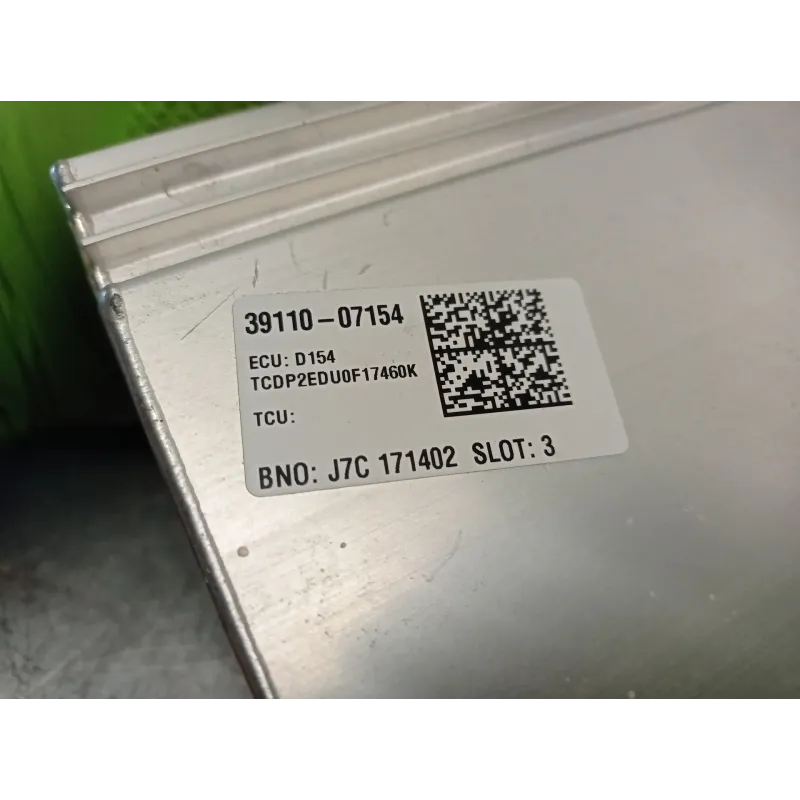 39110-07154
ECU: D154
TCDP2EDU0F17460K
TCU:
BNO: J7C 171402 SLOT: 3